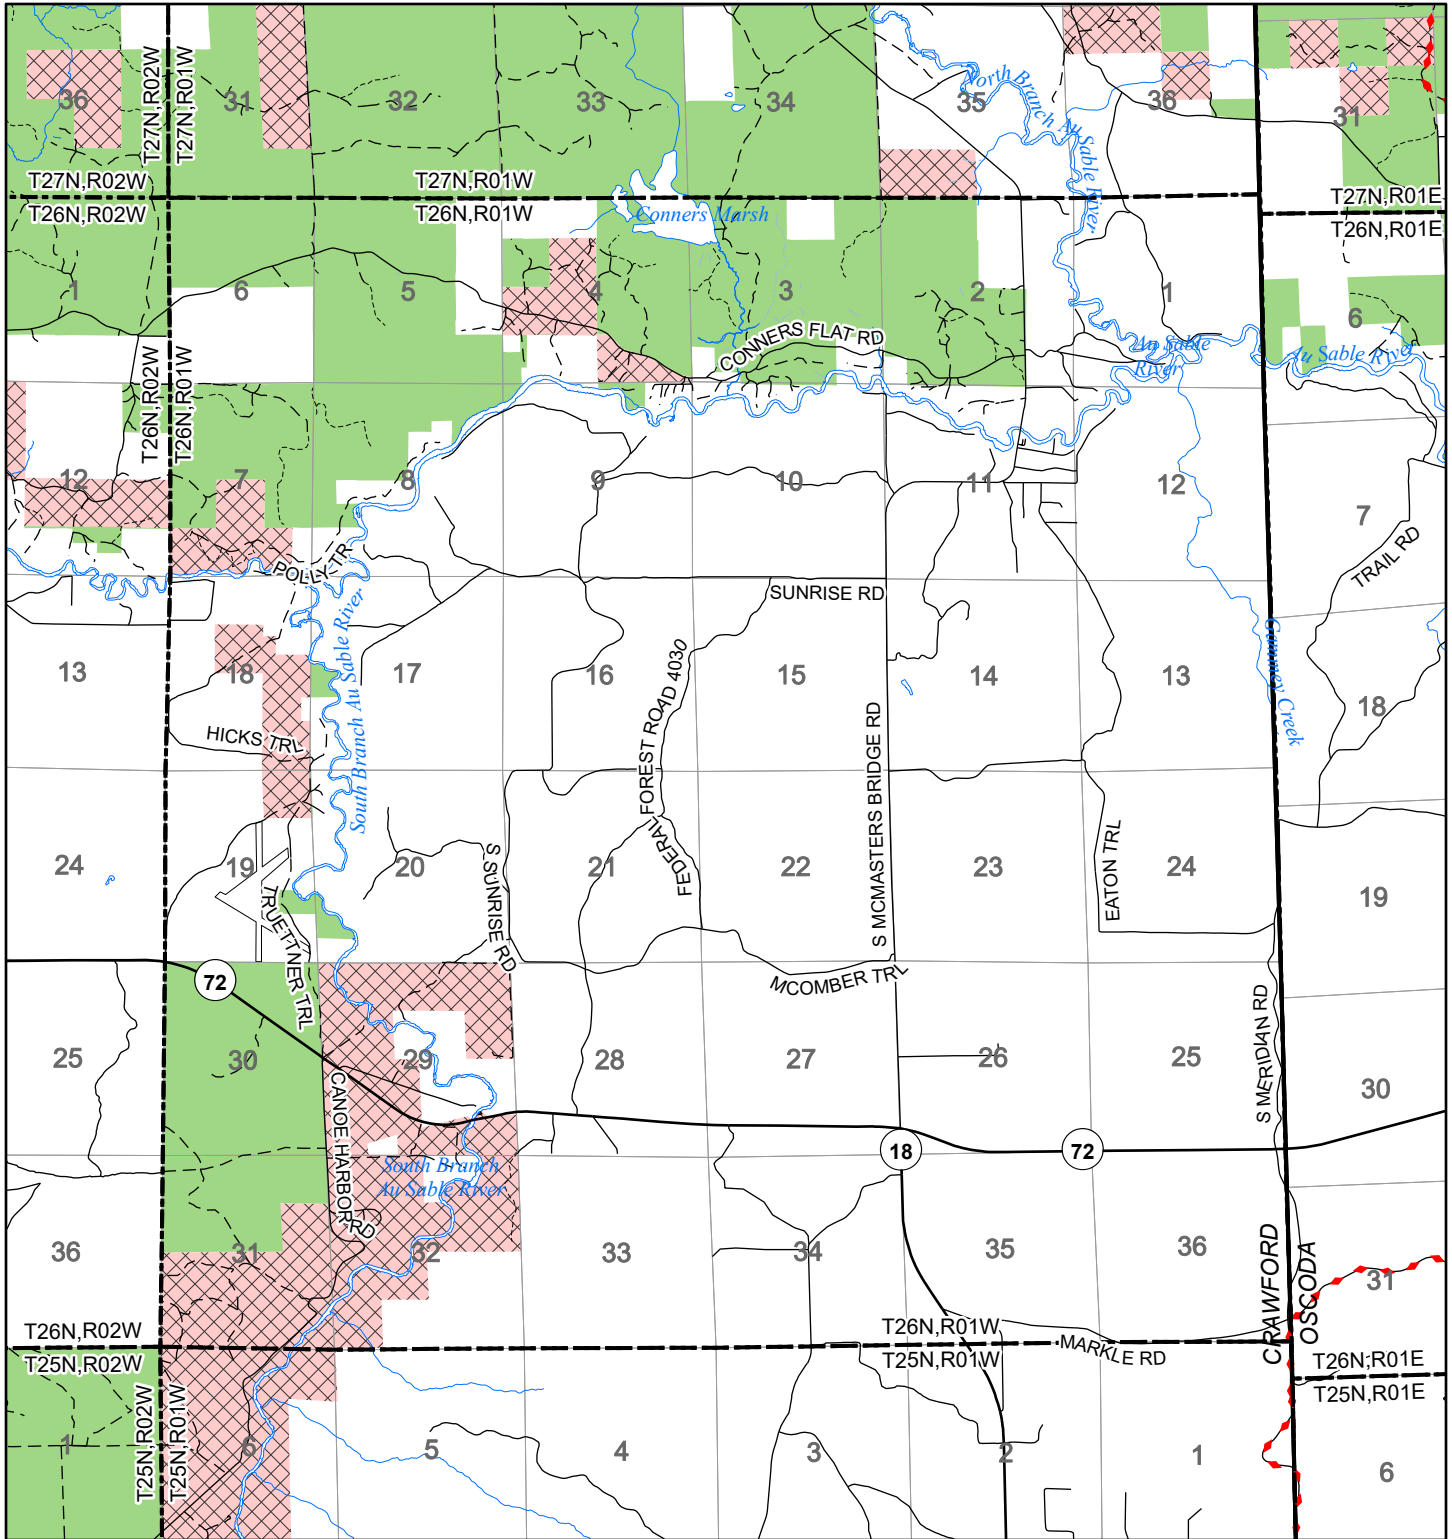 36
31
32
33
34
35
36
31
T27N,R02W
T27N,R01W
North Branch Au Sable River
T27N,R02W
T27N,R01W
T27N,R01E
T26N,R02W
T26N,R01W
T26N,R01E
Conners Marsh
1
6
5
4
3
2
1
6
CONNERS FLAT RD
Au Sable
River
Au Sable River
T26N,R02W
T26N,R01W
12
7
8
9
10
11
12
7
POLLY TR
SUNRISE RD
TRAIL RD
South Branch Au Sable River
Gammey Creek
13
18
17
16
15
14
13
18
HICKS TRL
FEDERAL FOREST ROAD 4030
S MCMASTERS BRIDGE RD
EATON TRL
24
19
20
21
22
23
24
19
TRUETTNER TRL
S SUNRISE RD
MCOMBER TRL
72
S MERIDIAN RD
25
30
29
28
27
26
25
30
CANOE HARBOR RD
18
72
South Branch
Au Sable River
36
31
32
33
34
35
36
31
CRAWFORD
OSCODA
T26N,R02W
T26N,R01W
T26N,R01E
T25N,R02W
T25N,R01W
T25N,R01E
MARKLE RD
T25N,R02W
T25N,R01W
1
6
5
4
3
2
1
6